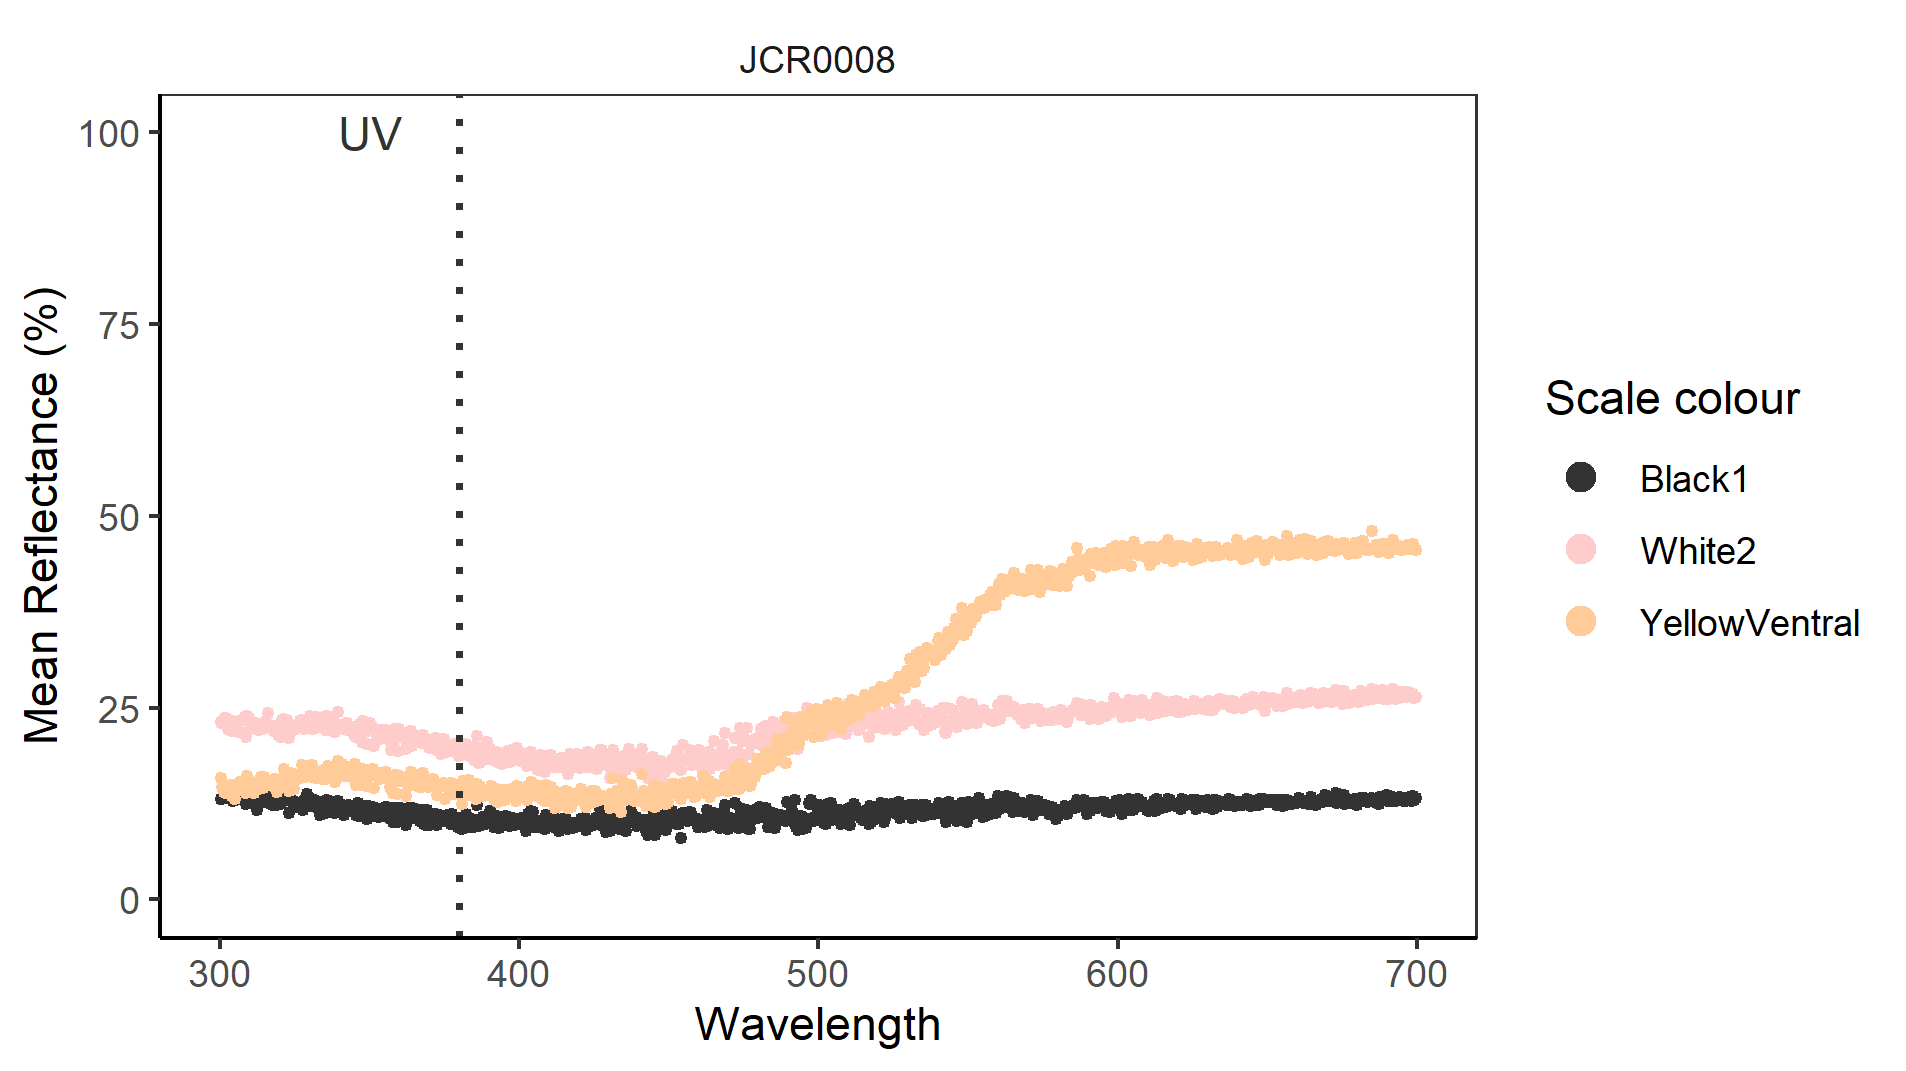 JCR0008
UV
100
75
50
25
0
Mean Reflectance (%)
300 400 500 600 700
Wavelength
Scale colour
Black1
White2
YellowVentral